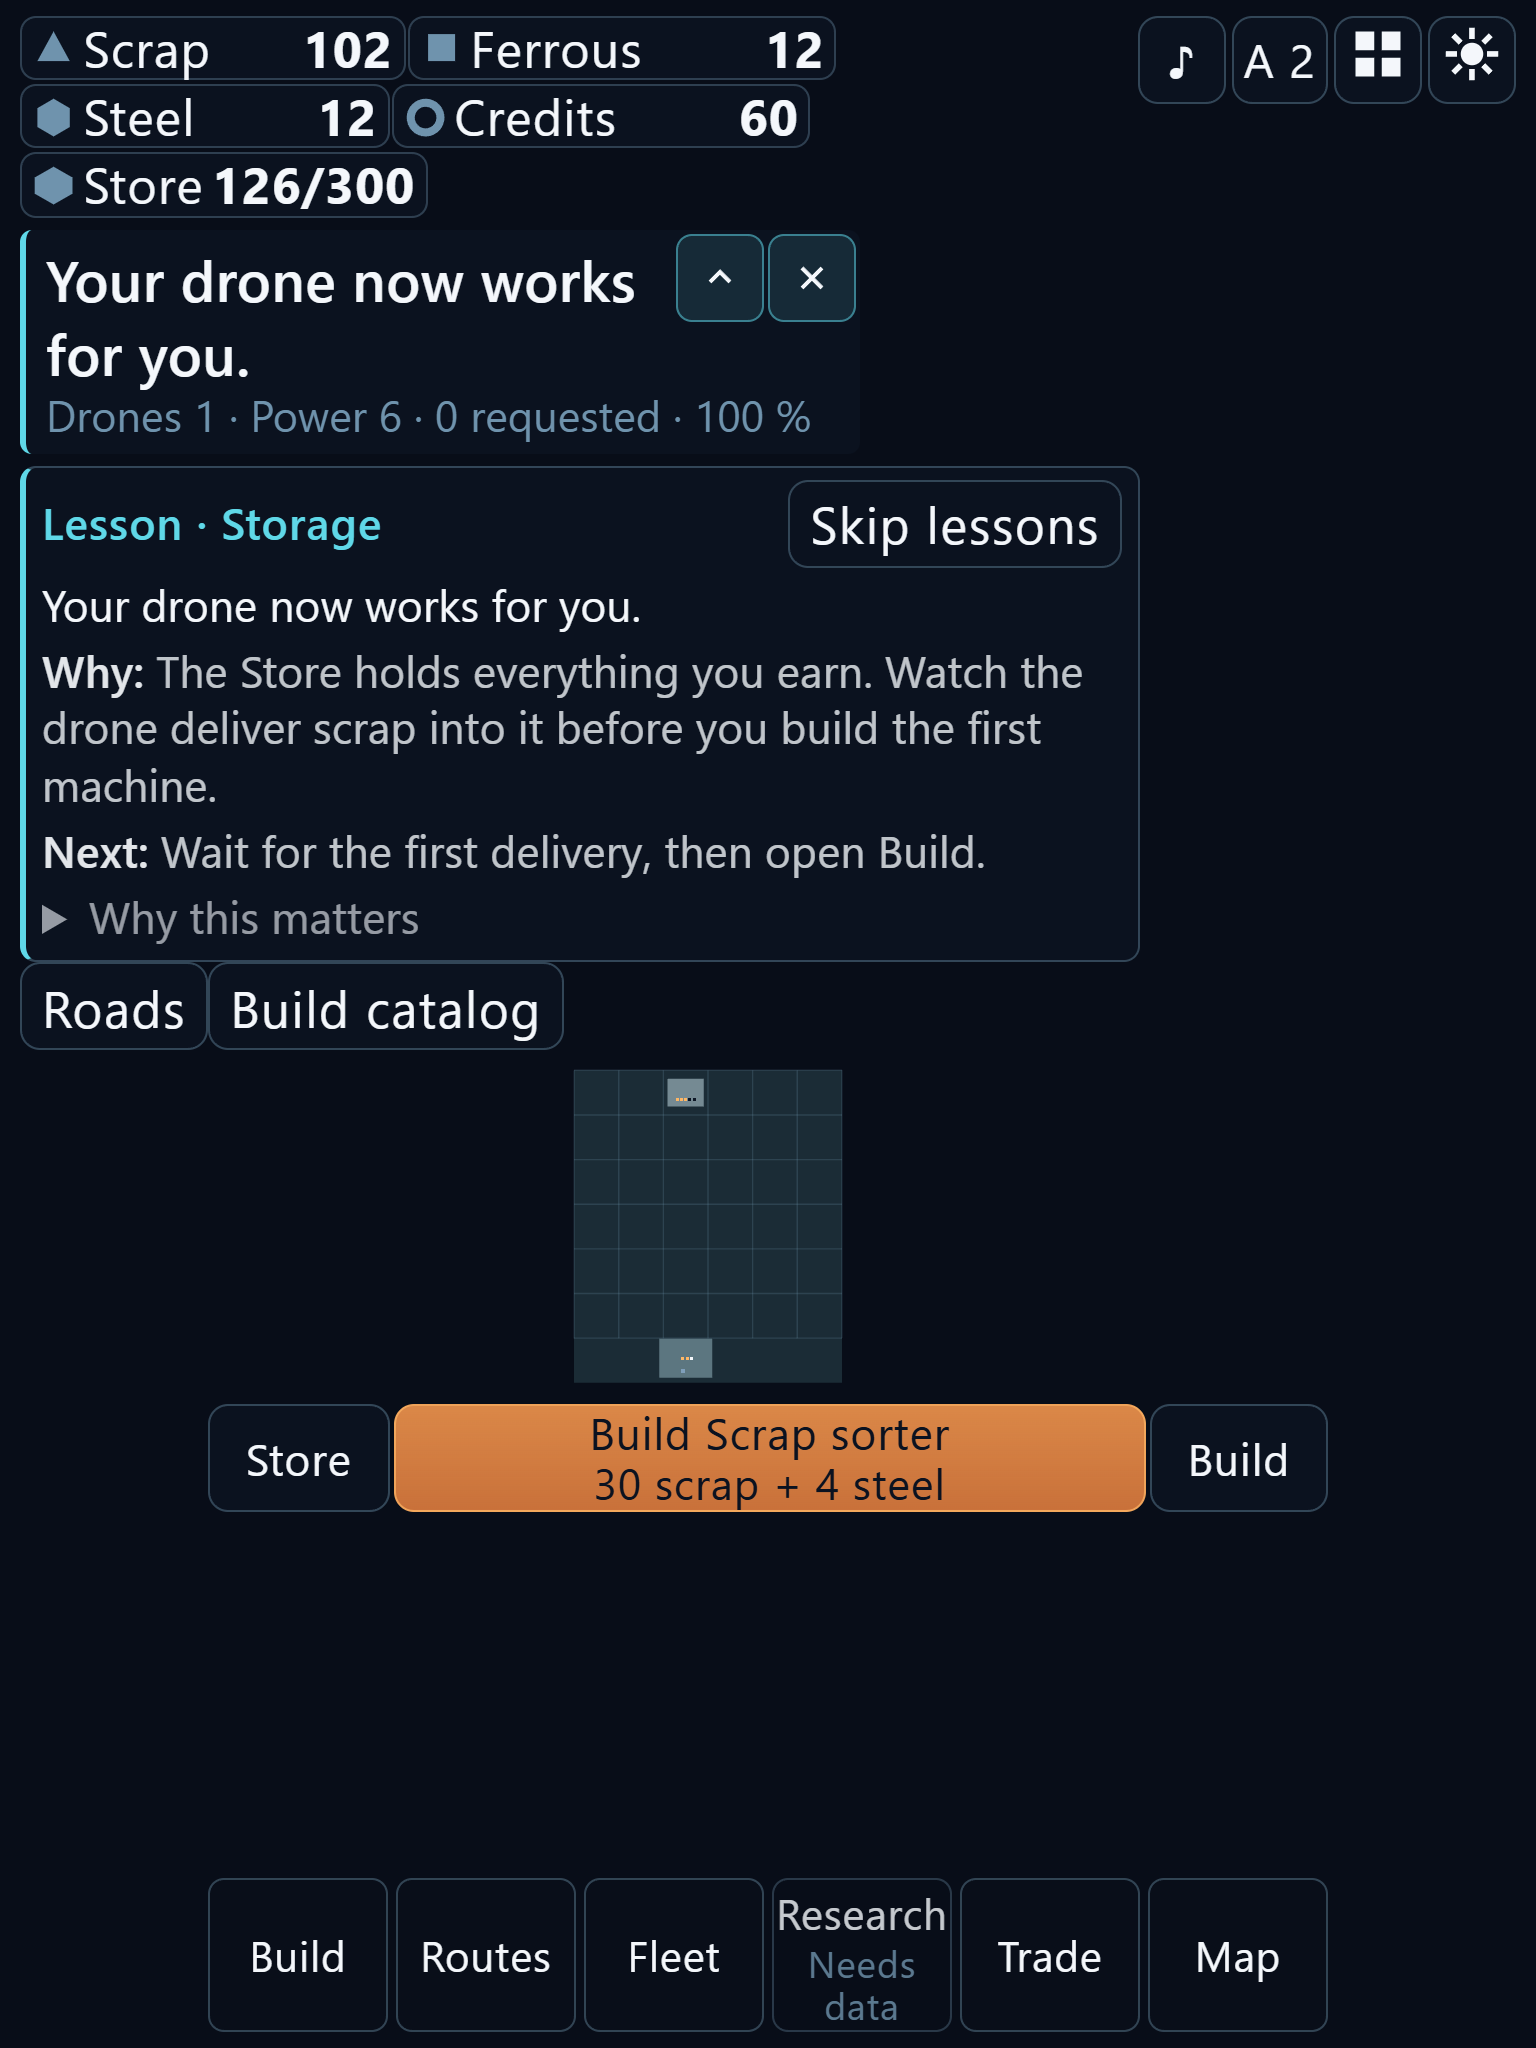 Scrap 102
Ferrous 12
A 2
Steel 12
Credits 60
Store 126/300
Your drone now works
for you.
Drones 1 · Power 6 · 0 requested · 100 %
Lesson · Storage
Skip lessons
Your drone now works for you.
Why: The Store holds everything you earn. Watch the
drone deliver scrap into it before you build the first
machine.
Next: Wait for the first delivery, then open Build.
Why this matters
Roads
Build catalog
Store
Build Scrap sorter
30 scrap + 4 steel
Build
Build
Routes
Fleet
Research
Needs
data
Trade
Map